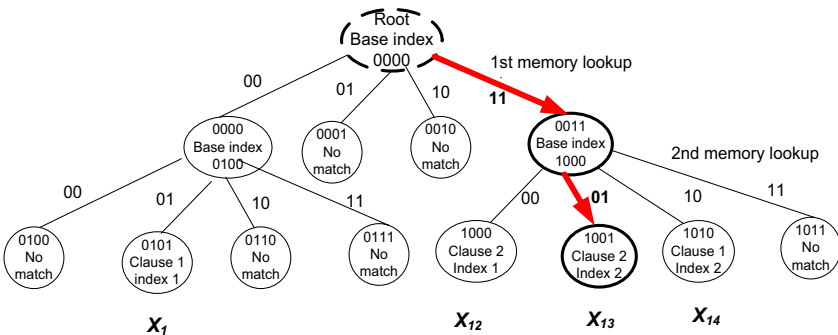 Root
Base index
0000
1st memory lookup
00
01
10
11
0000
Base index
0100
0001
No
match
0010
No
match
0011
Base index
1000
2nd memory lookup
00
01
10
11
00
01
10
11
0100
No
match
0101
Clause 1
index 1
0110
No
match
0111
No
match
1000
Clause 2
Index 1
1001
Clause 2
Index 2
1010
Clause 1
Index 2
1011
No
match
X1
X12
X13
X14